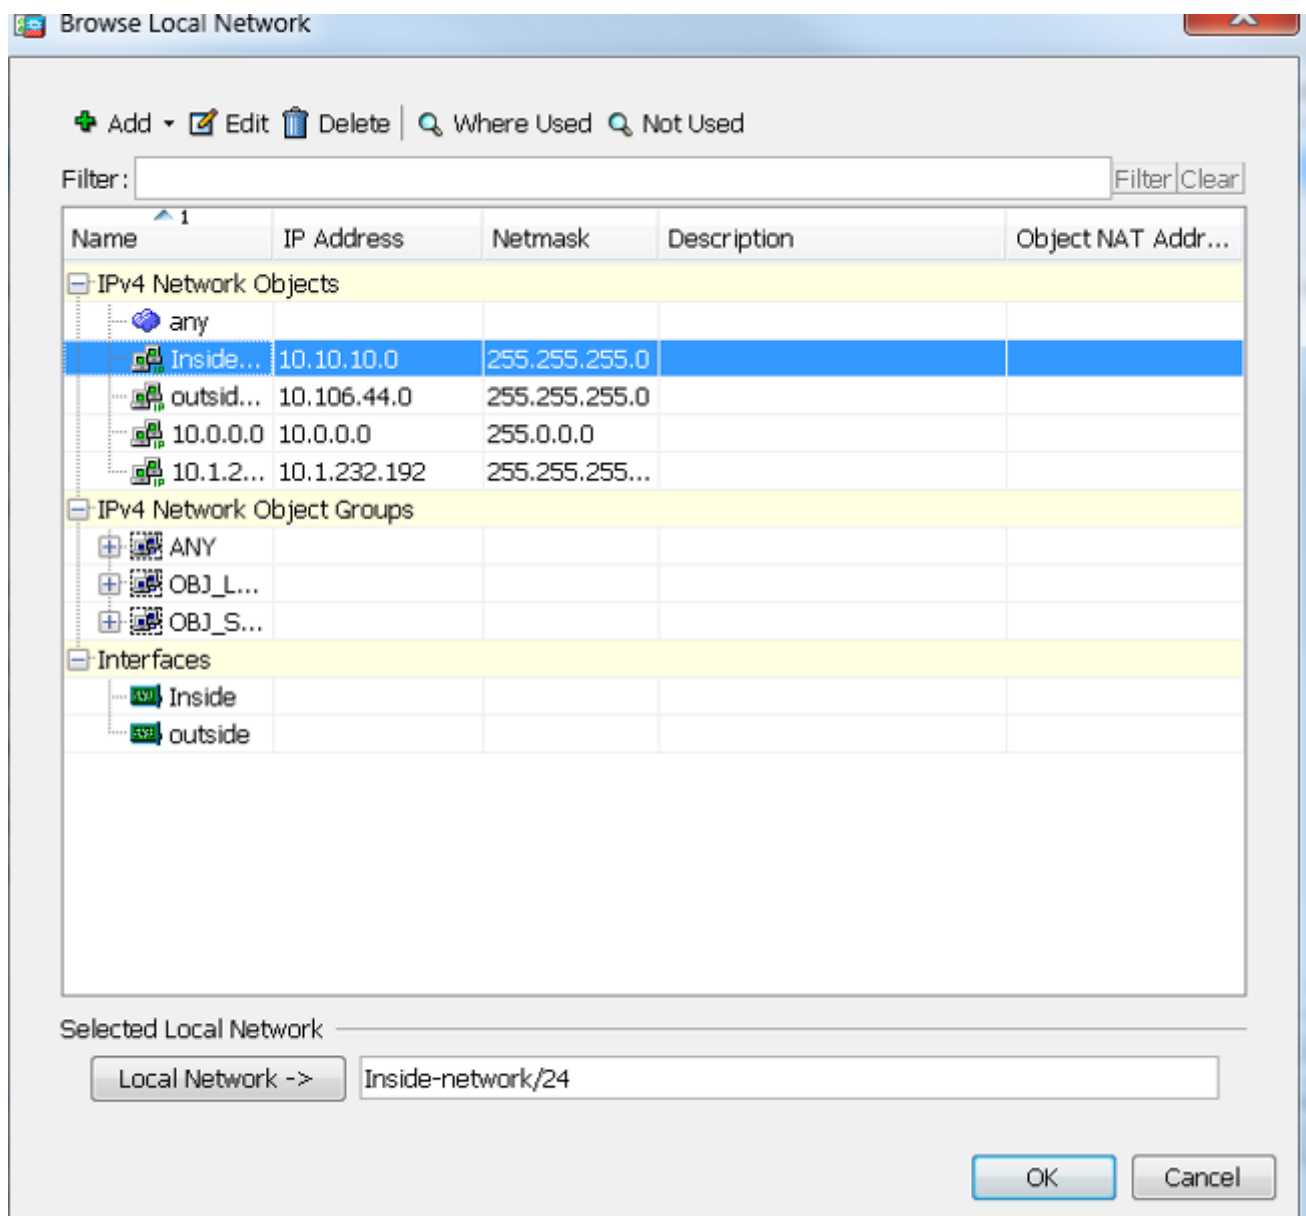 Browse Local Network
Add Edit Delete Where Used Not Used
Filter: Filter Clear
1
Name IP Address Netmask Description Object NAT Addr...
IPv4 Network Objects
any
Inside... 10.10.10.0 255.255.255.0
outsid... 10.106.44.0 255.255.255.0
10.0.0.0 10.0.0.0 255.0.0.0
10.1.2... 10.1.232.192 255.255.255...
IPv4 Network Object Groups
ANY
OBJ_L...
OBJ_S...
Interfaces
Inside
outside
Selected Local Network
Local Network -> Inside-network/24
OK Cancel